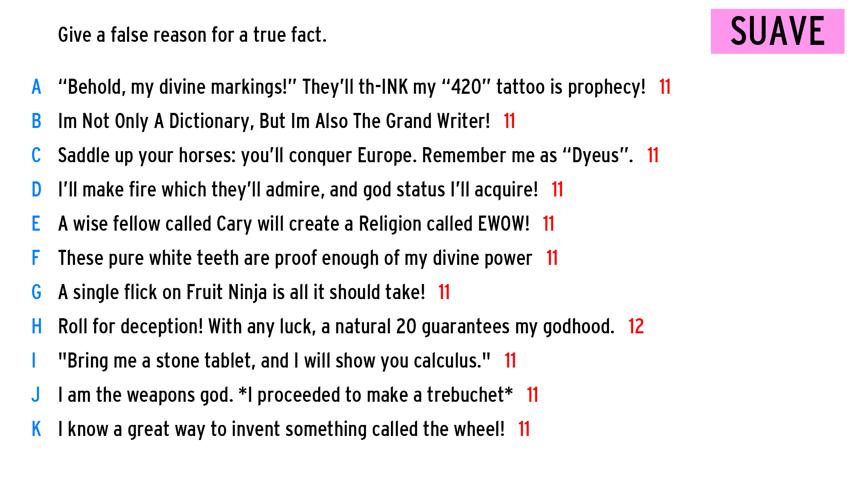 Give a false reason for a true fact.
SUAVE
A “Behold, my divine markings!” They’ll th-INK my “420” tattoo is prophecy! 11
B Im Not Only A Dictionary, But Im Also The Grand Writer! 11
C Saddle up your horses: you’ll conquer Europe. Remember me as “Dyeus”. 11
D I’ll make fire which they’ll admire, and god status I’ll acquire! 11
E A wise fellow called Cary will create a Religion called EWOW! 11
F These pure white teeth are proof enough of my divine power 11
G A single flick on Fruit Ninja is all it should take! 11
H Roll for deception! With any luck, a natural 20 guarantees my godhood. 12
I "Bring me a stone tablet, and I will show you calculus." 11
J I am the weapons god. *I proceeded to make a trebuchet* 11
K I know a great way to invent something called the wheel! 11